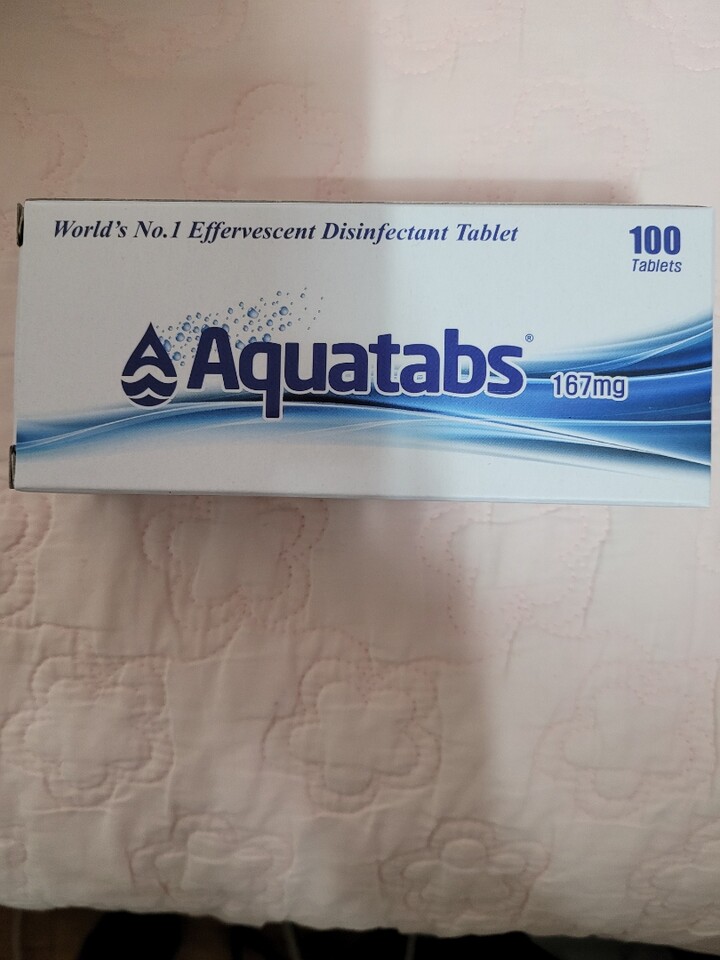 World's No.1 Effervescent Disinfectant Tablet
100
Tablets
Aquatabs® 167mg